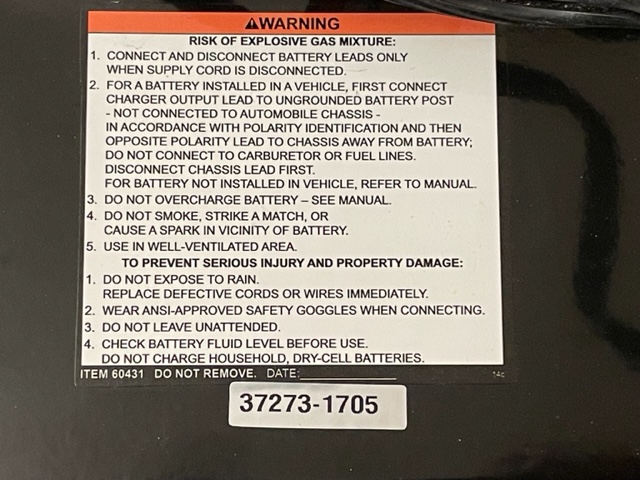 ⚠WARNING
RISK OF EXPLOSIVE GAS MIXTURE:
1. CONNECT AND DISCONNECT BATTERY LEADS ONLY
WHEN SUPPLY CORD IS DISCONNECTED.
2. FOR A BATTERY INSTALLED IN A VEHICLE, FIRST CONNECT
CHARGER OUTPUT LEAD TO UNGROUNDED BATTERY POST
- NOT CONNECTED TO AUTOMOBILE CHASSIS -
IN ACCORDANCE WITH POLARITY IDENTIFICATION AND THEN
OPPOSITE POLARITY LEAD TO CHASSIS AWAY FROM BATTERY;
DO NOT CONNECT TO CARBURETOR OR FUEL LINES.
DISCONNECT CHASSIS LEAD FIRST.
FOR BATTERY NOT INSTALLED IN VEHICLE, REFER TO MANUAL.
3. DO NOT OVERCHARGE BATTERY – SEE MANUAL.
4. DO NOT SMOKE, STRIKE A MATCH, OR
CAUSE A SPARK IN VICINITY OF BATTERY.
5. USE IN WELL-VENTILATED AREA.
TO PREVENT SERIOUS INJURY AND PROPERTY DAMAGE:
1. DO NOT EXPOSE TO RAIN.
REPLACE DEFECTIVE CORDS OR WIRES IMMEDIATELY.
2. WEAR ANSI-APPROVED SAFETY GOGGLES WHEN CONNECTING.
3. DO NOT LEAVE UNATTENDED.
4. CHECK BATTERY FLUID LEVEL BEFORE USE.
DO NOT CHARGE HOUSEHOLD, DRY-CELL BATTERIES.
ITEM 60431 DO NOT REMOVE. DATE:
14c
37273-1705